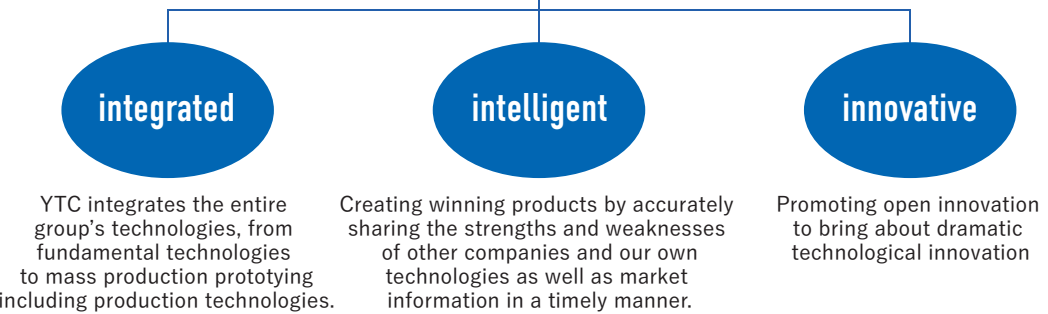 integrated
YTC integrates the entire
group's technologies, from
fundamental technologies
to mass production prototying
including production technologies.
intelligent
Creating winning products by accurately
sharing the strengths and weaknesses
of other companies and our own
technologies as well as market
information in a timely manner.
innovative
Promoting open innovation
to bring about dramatic
technological innovation